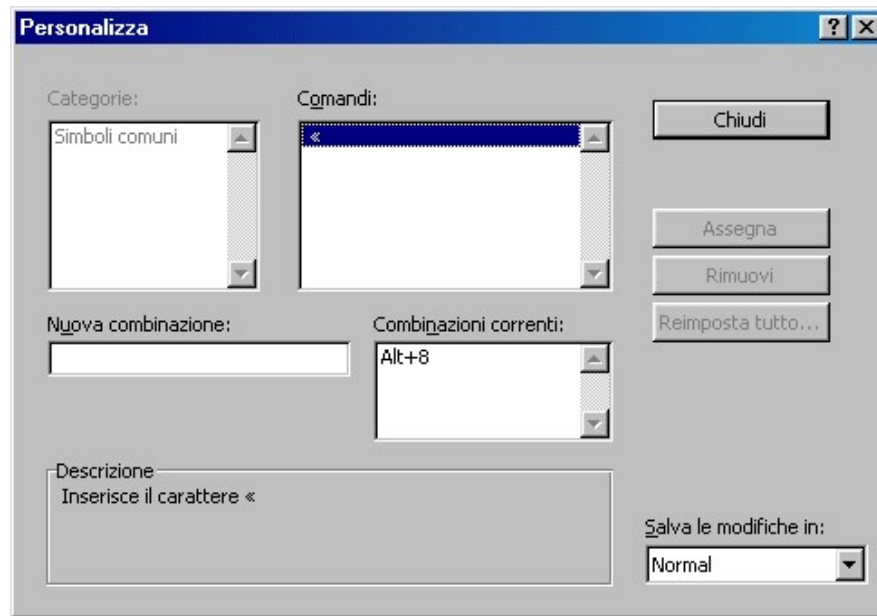 Personalizza
Categorie:
Comandi:
Simboli comuni
«
Chiudi
Assegna
Rimuovi
Reimposta tutto...
Nuova combinazione:
Combinazioni correnti:
Alt+8
Descrizione
Inserisce il carattere «
Salva le modifiche in:
Normal